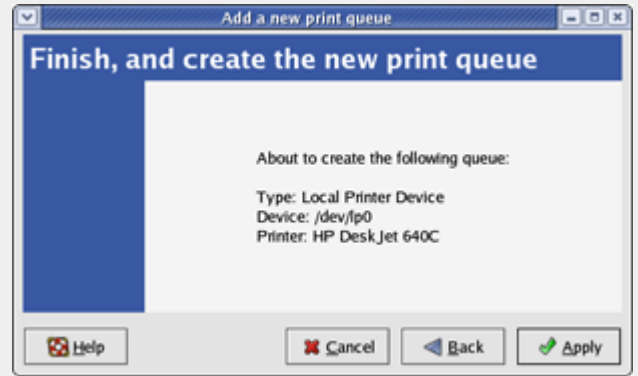 Add a new print queue
Finish, and create the new print queue
About to create the following queue:
Type: Local Printer Device
Device: /dev/lp0
Printer: HP DeskJet 640C
Help
Cancel
Back
Apply